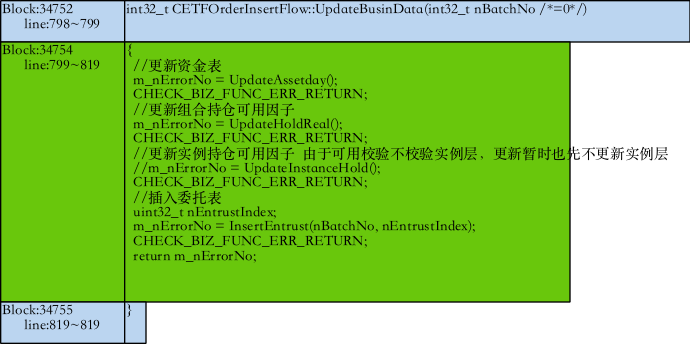 Block:34752 int32_t CETFOrderInsertFlow::UpdateBusinData(int32_t nBatchNo /*=0*/)
line:798~799
Block:34754 {
line:799~819 //更新资金表
m_nErrorNo = UpdateAssetday();
CHECK_BIZ_FUNC_ERR_RETURN;
//更新组合持仓可用因子
m_nErrorNo = UpdateHoldReal();
CHECK_BIZ_FUNC_ERR_RETURN;
//更新实例持仓可用因子 由于可用校验不校验实例层，更新暂时也先不更新实例层
//m_nErrorNo = UpdateInstanceHold();
CHECK_BIZ_FUNC_ERR_RETURN;
//插入委托表
uint32_t nEntrustIndex;
m_nErrorNo = InsertEntrust(nBatchNo, nEntrustIndex);
CHECK_BIZ_FUNC_ERR_RETURN;
return m_nErrorNo;
Block:34755 }
line:819~819